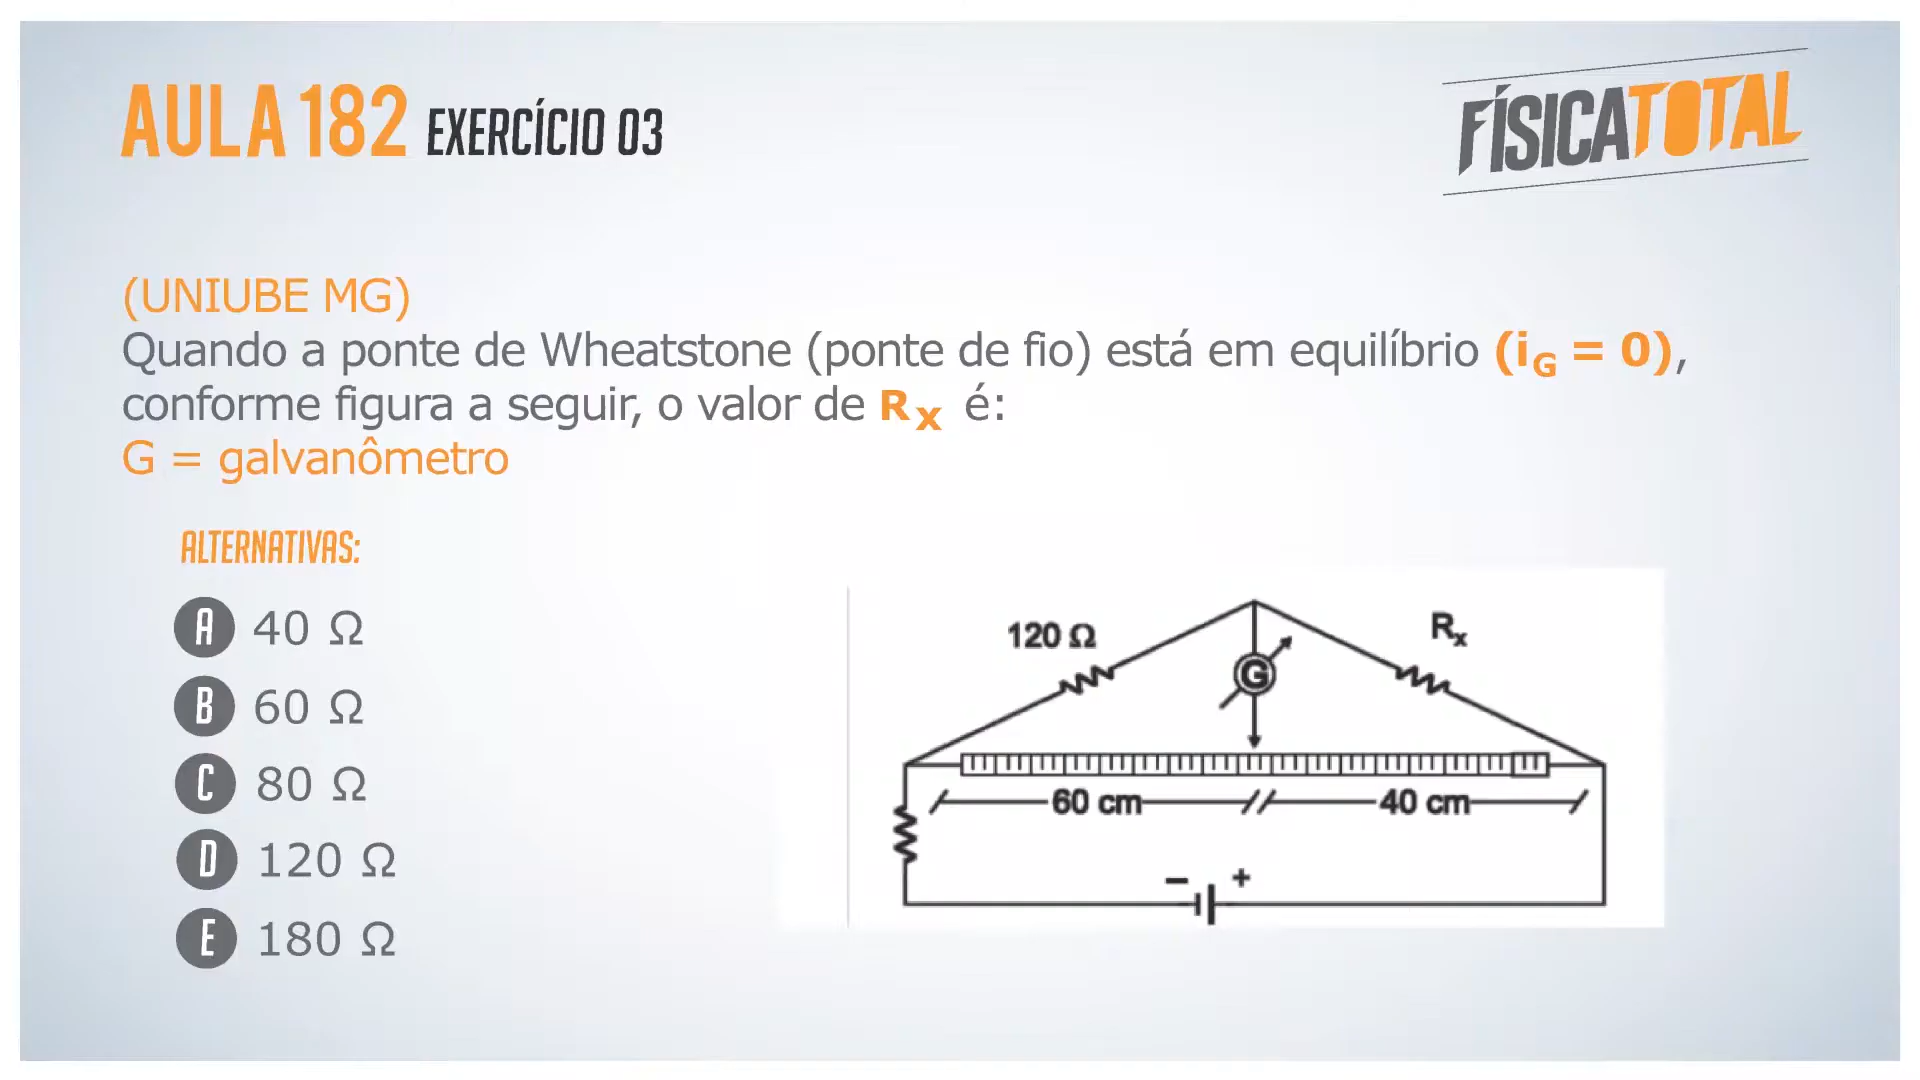 AULA 182 EXERCÍCIO 03
FÍSICATOTAL
(UNIUBE MG)
Quando a ponte de Wheatstone (ponte de fio) está em equilíbrio (iG = 0),
conforme figura a seguir, o valor de RX é:
G = galvanômetro
ALTERNATIVAS:
A 40 Ω
B 60 Ω
C 80 Ω
D 120 Ω
E 180 Ω
120 Ω
Rx
G
60 cm
40 cm
− +